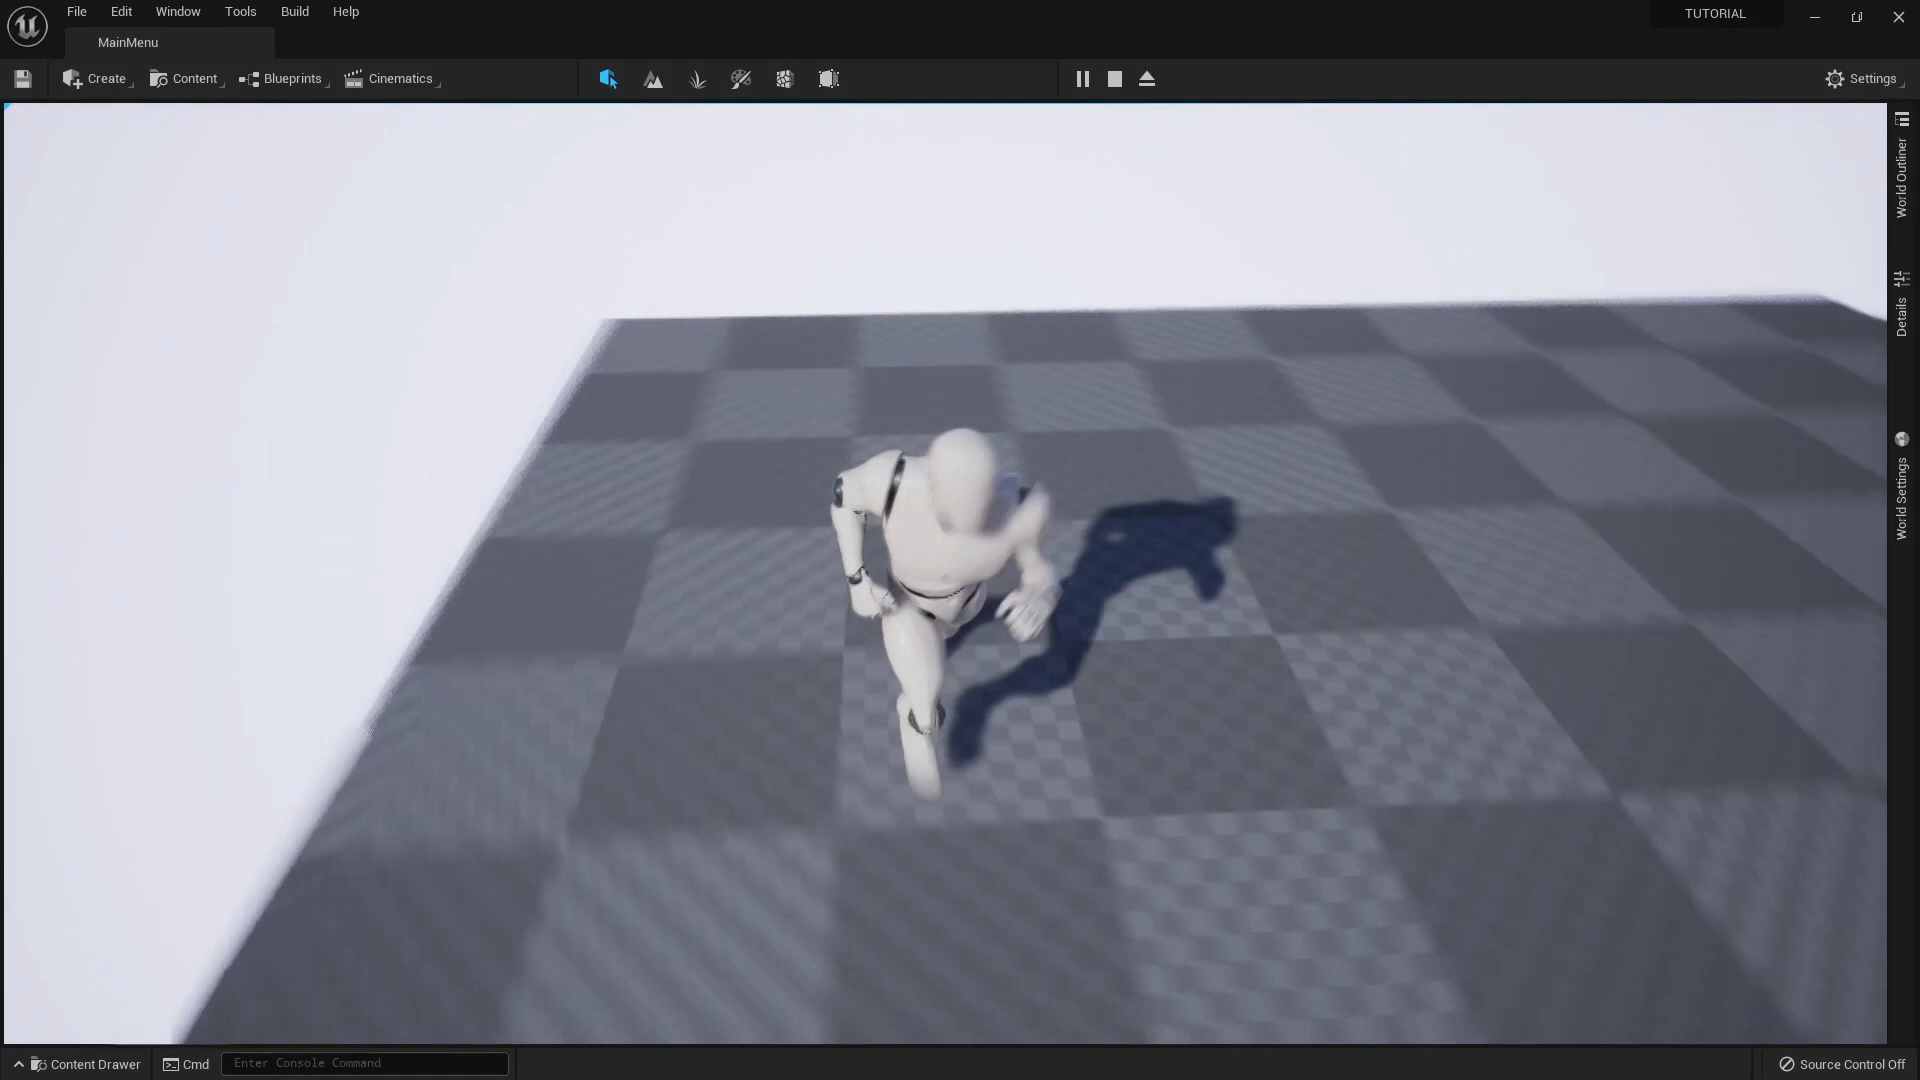 File Edit Window Tools Build Help
TUTORIAL
MainMenu
Create Content Blueprints Cinematics
Settings
World Outliner
Details
World Settings
Content Drawer Cmd Enter Console Command
Source Control Off